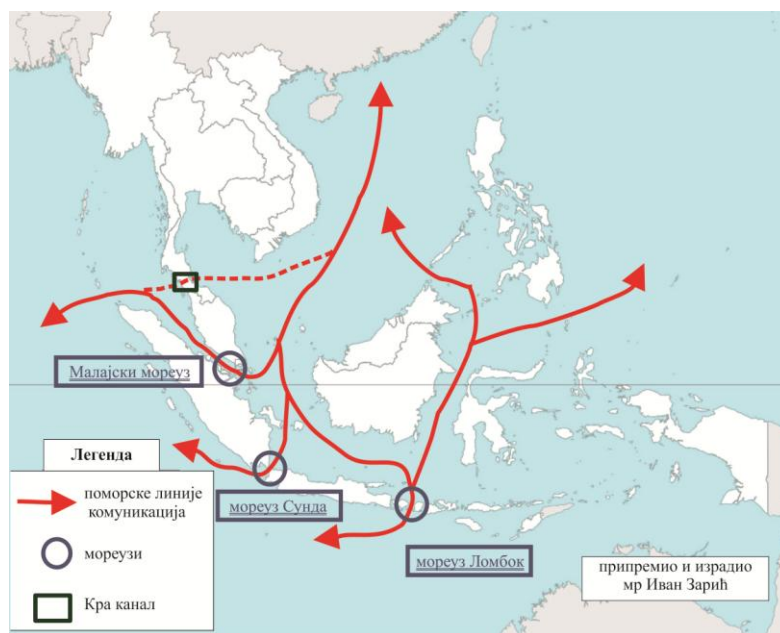 Малајски мореуз
Легенда
поморске линије
комуникација
мореузи
Кра канал
мореуз Сунда
мореуз Ломбок
припремио и израдио
мр Иван Зарић